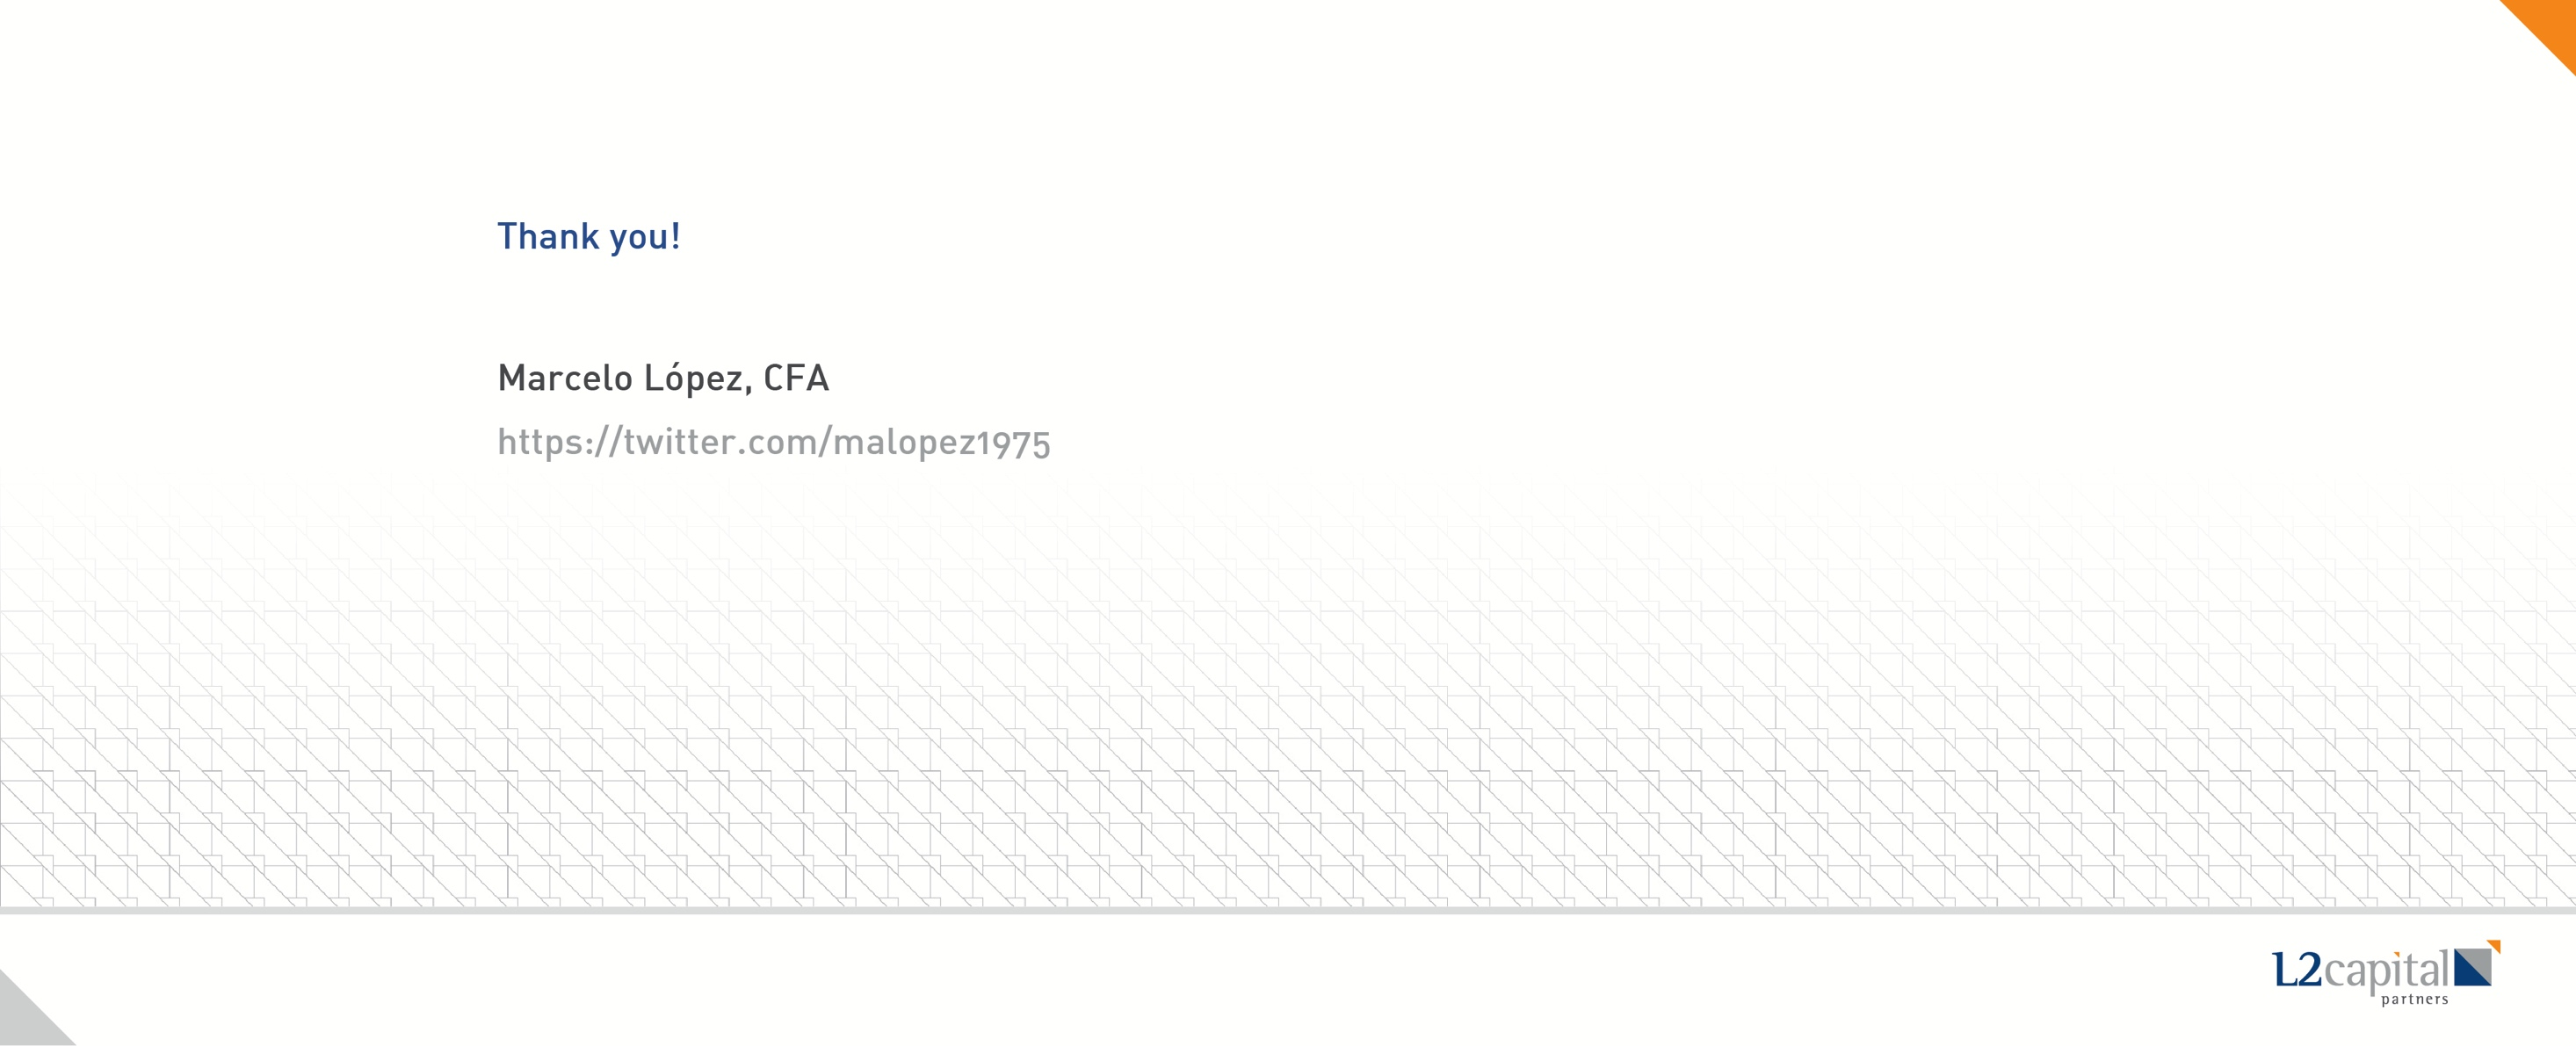 Thank you!
Marcelo López, CFA
https://twitter.com/malopez1975
L2capital
partners